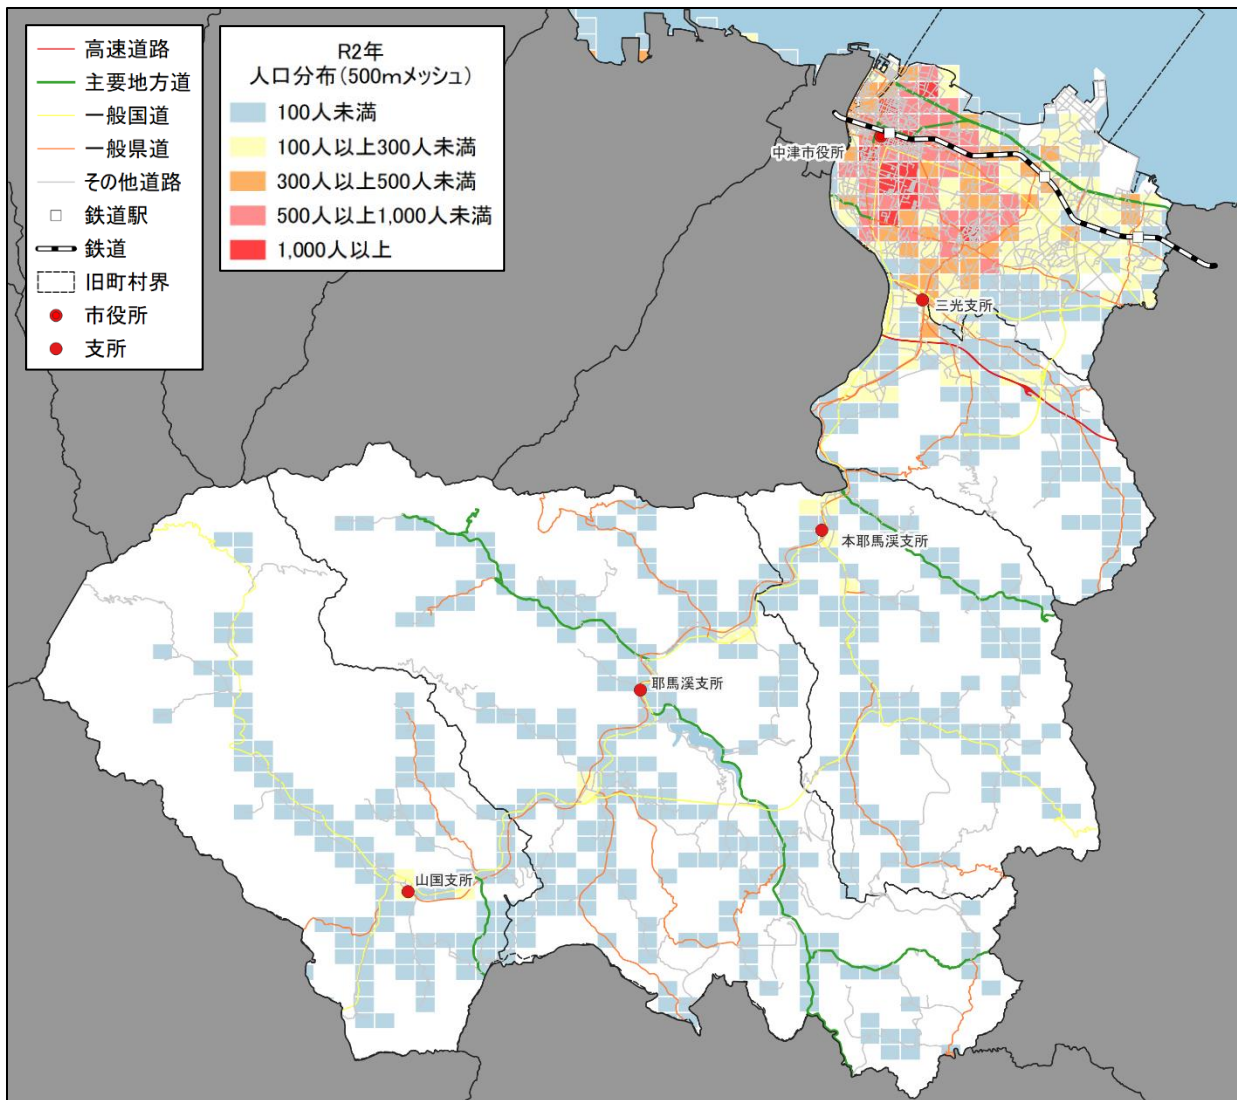 高速道路
主要地方道
一般国道
一般県道
その他道路
鉄道駅
鉄道
旧町村界
市役所
支所
R2年
人口分布(500mメッシュ)
100人未満
100人以上300人未満
300人以上500人未満
500人以上1,000人未満
1,000人以上
中津市役所
三光支所
本耶馬渓支所
耶馬渓支所
山国支所